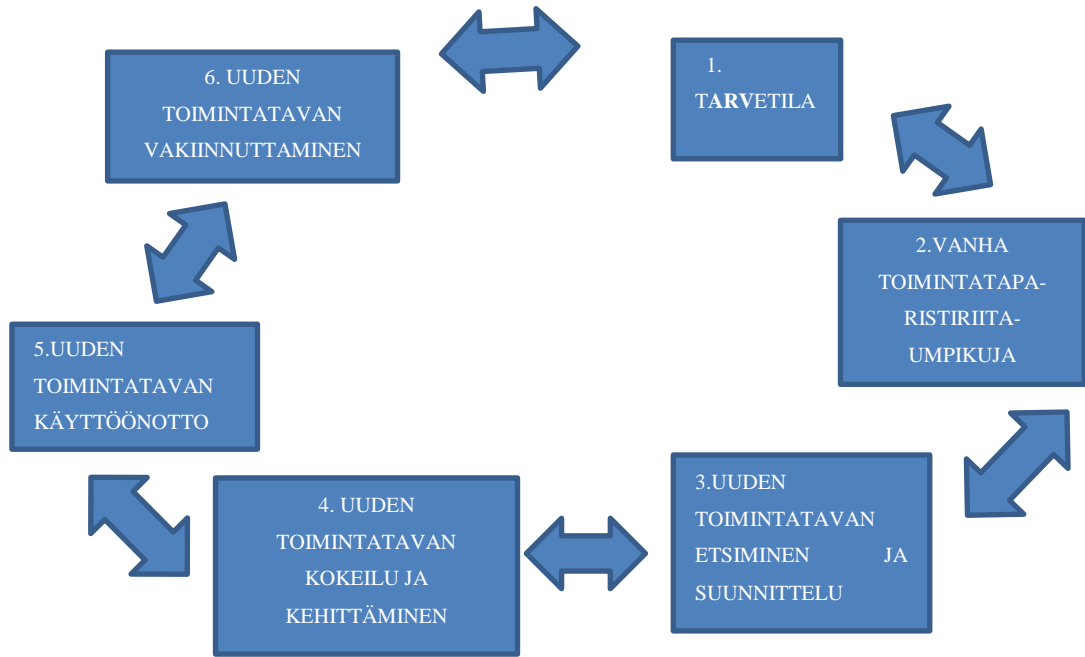 1.
TARVETILA
2.VANHA
TOIMINTATAPA-
RISTIRIITA-
UMPIKUJA
3.UUDEN
TOIMINTATAVAN
ETSIMINEN JA
SUUNNITTELU
4. UUDEN
TOIMINTATAVAN
KOKEILU JA
KEHITTÄMINEN
5.UUDEN
TOIMINTATAVAN
KÄYTTÖÖNOTTO
6. UUDEN
TOIMINTATAVAN
VAKIINNUTTAMINEN